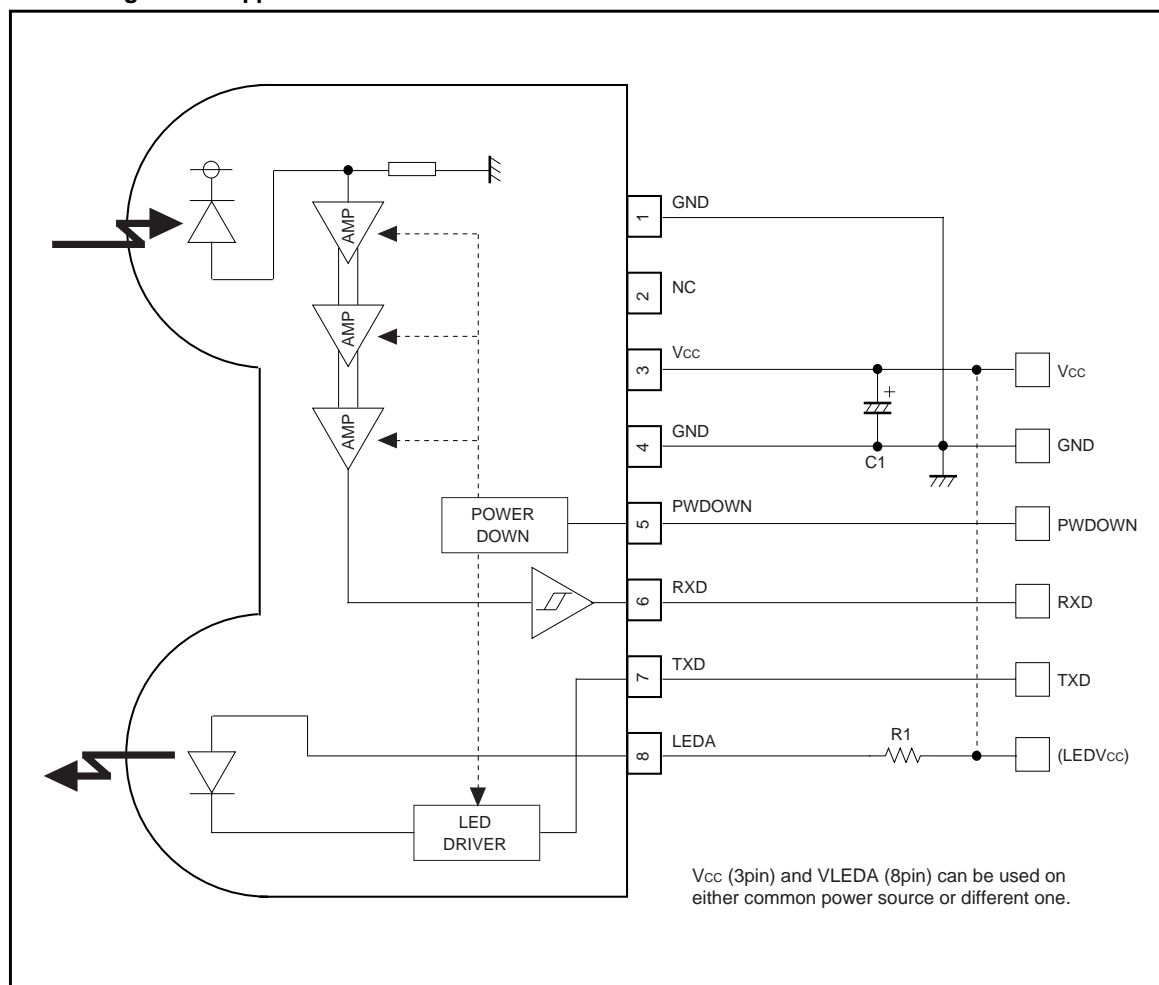 AMP
AMP
AMP
POWER
DOWN
LED
DRIVER
1 GND
2 NC
3 Vcc
4 GND
5 PWDOWN
6 RXD
7 TXD
8 LEDA
+
C1
R1
Vcc
GND
PWDOWN
RXD
TXD
(LEDVcc)
Vcc (3pin) and VLEDA (8pin) can be used on
either common power source or different one.